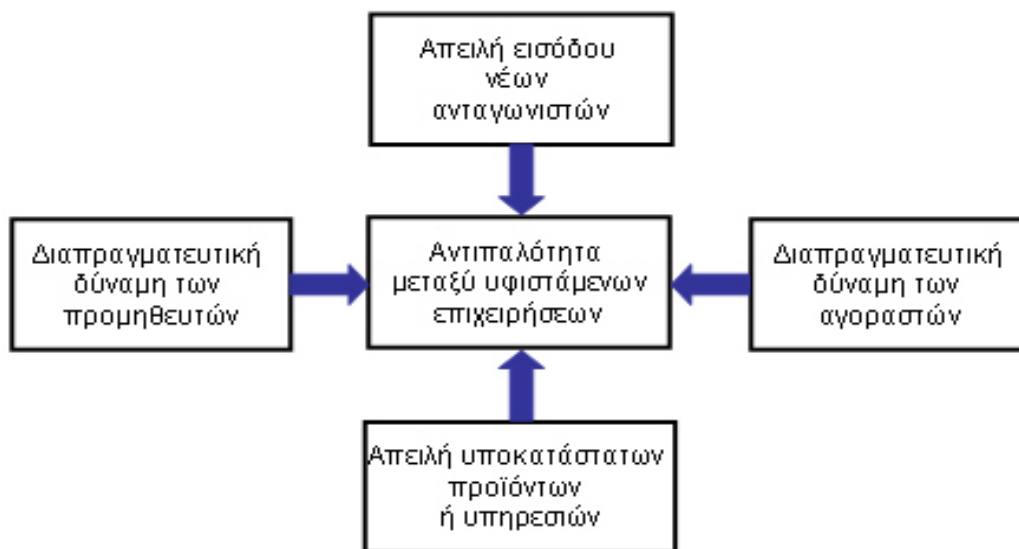 Απειλή εισόδου
νέων
ανταγωνιστών
Διαπραγματευτική
δύναμη των
προμηθευτών
Αντιπαλότητα
μεταξύ υφιστάμενων
επιχειρήσεων
Διαπραγματευτική
δύναμη των
αγοραστών
Απειλή υποκατάστατων
προϊόντων
ή υπηρεσιών